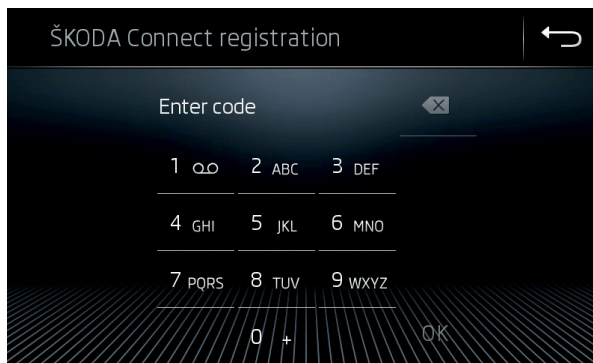 ŠKODA Connect registration
Enter code
1 2 ABC 3 DEF
4 GHI 5 JKL 6 MNO
7 PQRS 8 TUV 9 WXYZ
0 + OK